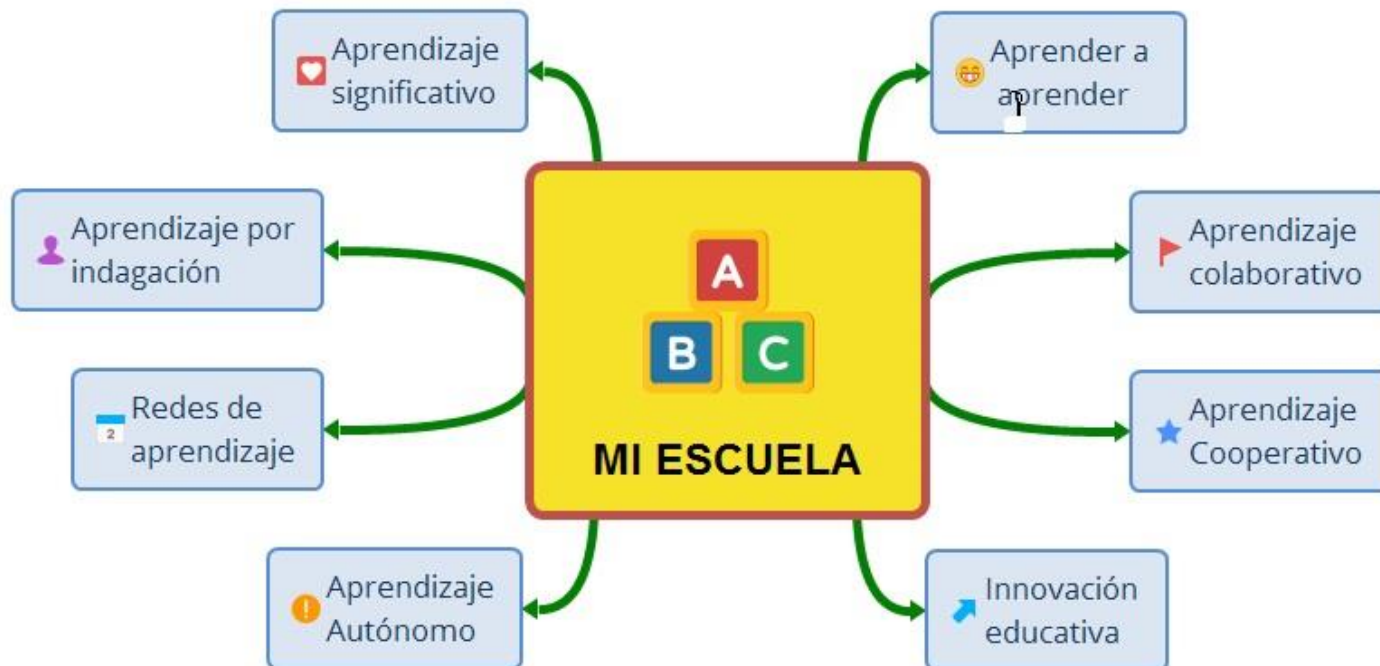 Aprendizaje
significativo
Aprender a
aprender
Aprendizaje por
indagación
Aprendizaje
colaborativo
Redes de
aprendizaje
Aprendizaje
Cooperativo
Aprendizaje
Autónomo
Innovación
educativa
A
B C
MI ESCUELA
2